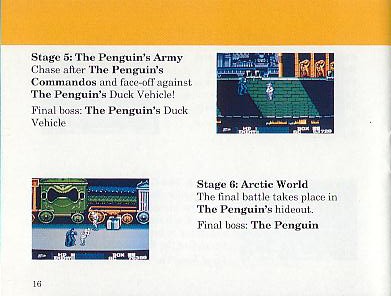 Stage 5: The Penguin's Army
Chase after The Penguin's
Commandos and face-off against
The Penguin's Duck Vehicle!
Final boss: The Penguin's Duck
Vehicle
Stage 6: Arctic World
The final battle takes place in
The Penguin's hideout.
Final boss: The Penguin
16